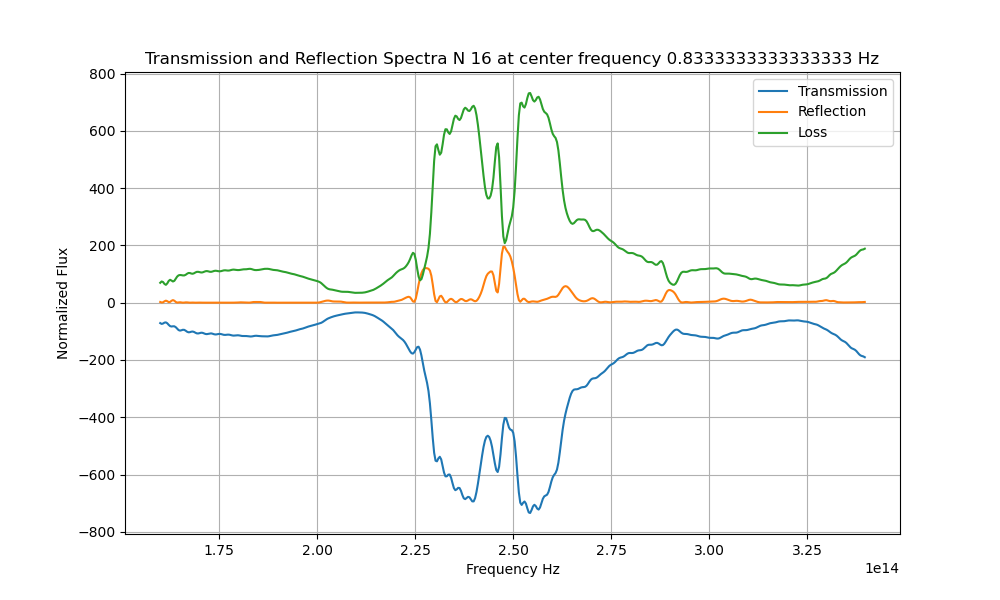 Transmission and Reflection Spectra N 16 at center frequency 0.8333333333333333 Hz
Transmission
Reflection
Loss
Normalized Flux
800
600
400
200
0
−200
−400
−600
−800
1.75 2.00 2.25 2.50 2.75 3.00 3.25
Frequency Hz
1e14